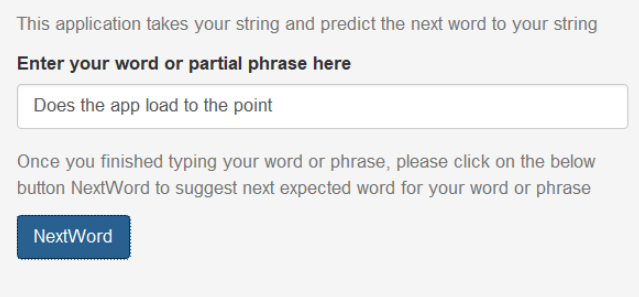 This application takes your string and predict the next word to your string
Enter your word or partial phrase here
Does the app load to the point
Once you finished typing your word or phrase, please click on the below
button NextWord to suggest next expected word for your word or phrase
NextWord